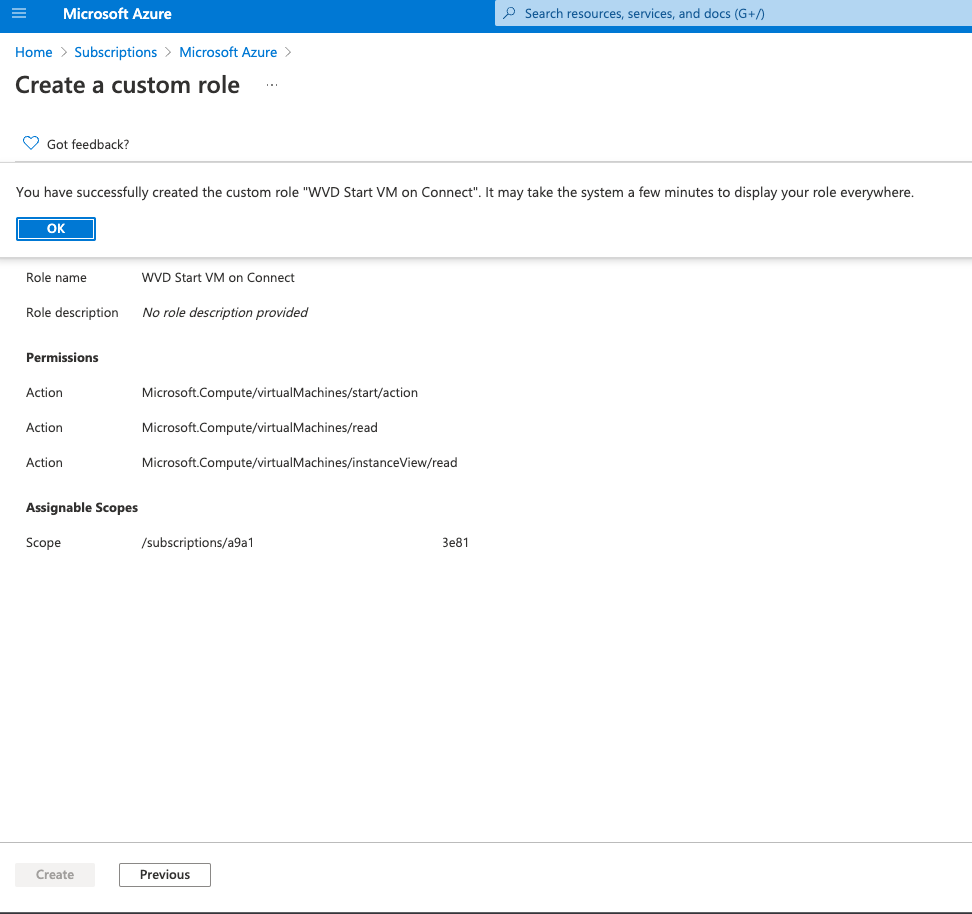 Microsoft Azure
Search resources, services, and docs (G+/)
Home > Subscriptions > Microsoft Azure >
Create a custom role ...
Got feedback?
You have successfully created the custom role "WVD Start VM on Connect". It may take the system a few minutes to display your role everywhere.
OK
Role name WVD Start VM on Connect
Role description No role description provided
Permissions
Action Microsoft.Compute/virtualMachines/start/action
Action Microsoft.Compute/virtualMachines/read
Action Microsoft.Compute/virtualMachines/instanceView/read
Assignable Scopes
Scope /subscriptions/a9a1 3e81
Create Previous